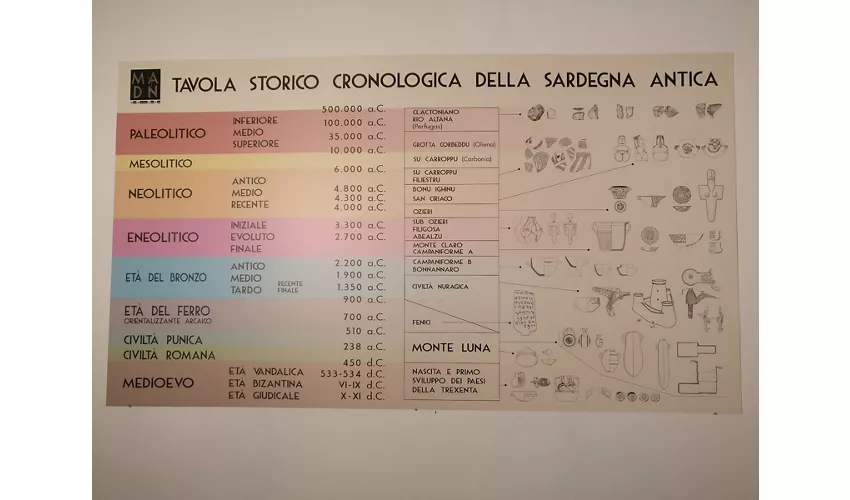 MA
DN
TAVOLA STORICO CRONOLOGICA DELLA SARDEGNA ANTICA
500.000 a.C.
PALEOLITICO
INFERIORE
100.000 a.C.
MEDIO
35.000 a.C.
SUPERIORE
10.000 a.C.
CLACTONIANO
RIO ALTANA
(Perfugas)
GROTTA CORBEDDU (Oliena)
MESOLITICO
6.000 a.C.
SU CARROPPU (Carbonia)
NEOLITICO
ANTICO
4.800 a.C.
MEDIO
4.300 a.C.
RECENTE
4.000 a.C.
SU CARROPPU
FILIESTRU
BONU IGHINU
SAN CIRIACO
OZIERI
ENEOLITICO
INIZIALE
3.300 a.C.
EVOLUTO
2.700 a.C.
FINALE
SUB OZIERI
FILIGOSA
ABEALZU
MONTE CLARO
CAMPANIFORME A
ETÀ DEL BRONZO
2.200 a.C.
ANTICO
1.900 a.C.
MEDIO
1.350 a.C.
TARDO
RECENTE
FINALE
900 a.C.
CAMPANIFORME B
BONNANNARO
CIVILTÀ NURAGICA
ETÀ DEL FERRO
ORIENTALIZZANTE ARCAICO
700 a.C.
FENICI
510 a.C.
CIVILTÀ PUNICA
238 a.C.
CIVILTÀ ROMANA
450 d.C.
MONTE LUNA
MEDIOEVO
ETÀ VANDALICA
533-534 d.C.
ETÀ BIZANTINA
VI-IX d.C.
ETÀ GIUDICALE
X-XI d.C.
NASCITA E PRIMO
SVILUPPO DEI PAESI
DELLA TREXENTA